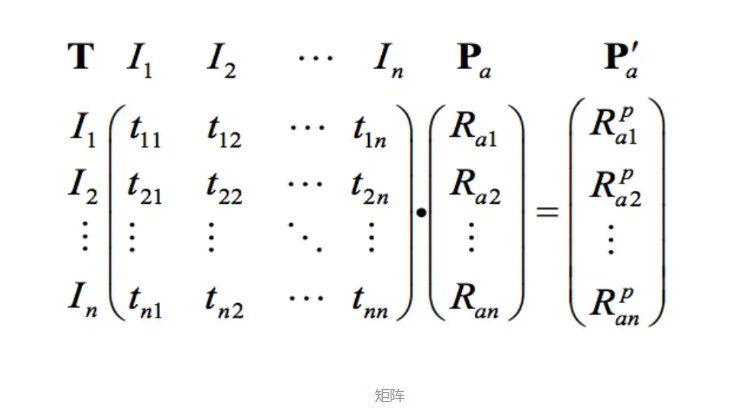 T I₁ I₂ ⋯ Iₙ Pₐ P′ₐ
I₁ t₁₁ t₁₂ ⋯ t₁ₙ Rₐ₁ Rᵖₐ₁
I₂ t₂₁ t₂₂ ⋯ t₂ₙ Rₐ₂ Rᵖₐ₂
⋮ ⋮ ⋮ ⋱ ⋮ • ⋮ = ⋮
Iₙ tₙ₁ tₙ₂ ⋯ tₙₙ Rₐₙ Rᵖₐₙ
矩阵